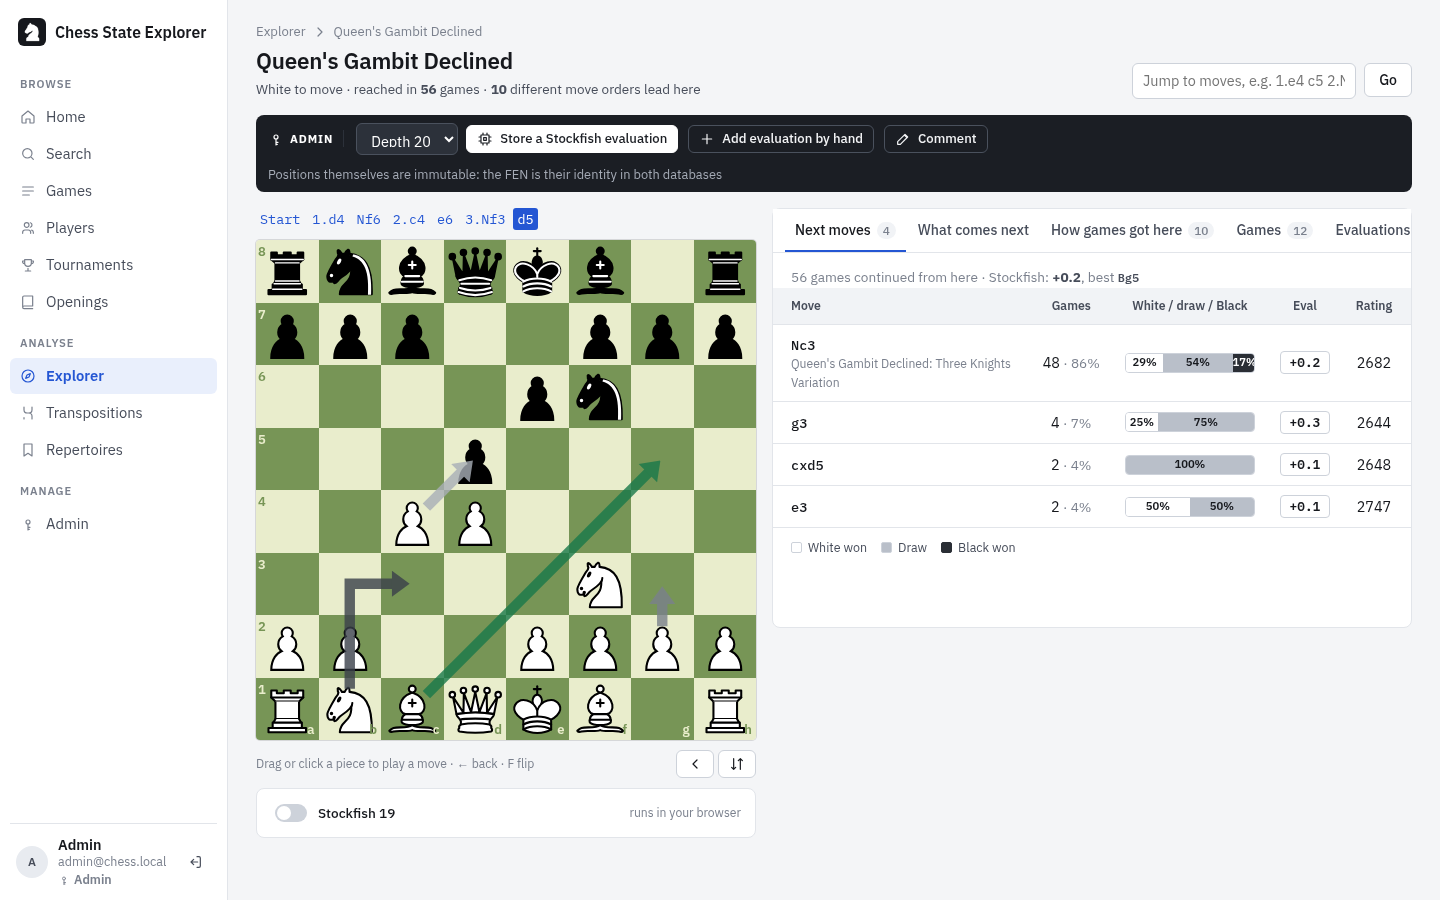 Chess State Explorer
BROWSE
Home
Search
Games
Players
Tournaments
Openings
ANALYSE
Explorer
Transpositions
Repertoires
MANAGE
Admin
A
Admin
admin@chess.local
Admin
Explorer
Queen's Gambit Declined
Queen's Gambit Declined
White to move · reached in 56 games · 10 different move orders lead here
Go
ADMIN
Depth 20
Store a Stockfish evaluation
Add evaluation by hand
Comment
Positions themselves are immutable: the FEN is their identity in both databases
Start 1.d4 Nf6 2.c4 e6 3.Nf3 d5
8
7
6
5
4
3
2
1
a b c d e f g h
Drag or click a piece to play a move · ← back · F flip
Stockfish 19
runs in your browser
Next moves 4
What comes next
How games got here 10
Games 12
Evaluations
56 games continued from here · Stockfish: +0.2, best Bg5
Move Games White / draw / Black Eval Rating
Nc3
Queen's Gambit Declined: Three Knights
Variation
48 · 86% 29% 54% 17% +0.2 2682
g3 4 · 7% 25% 75% +0.3 2644
cxd5 2 · 4% 100% +0.1 2648
e3 2 · 4% 50% 50% +0.1 2747
White won Draw Black won
Jump to moves, e.g. 1.e4 c5 2.